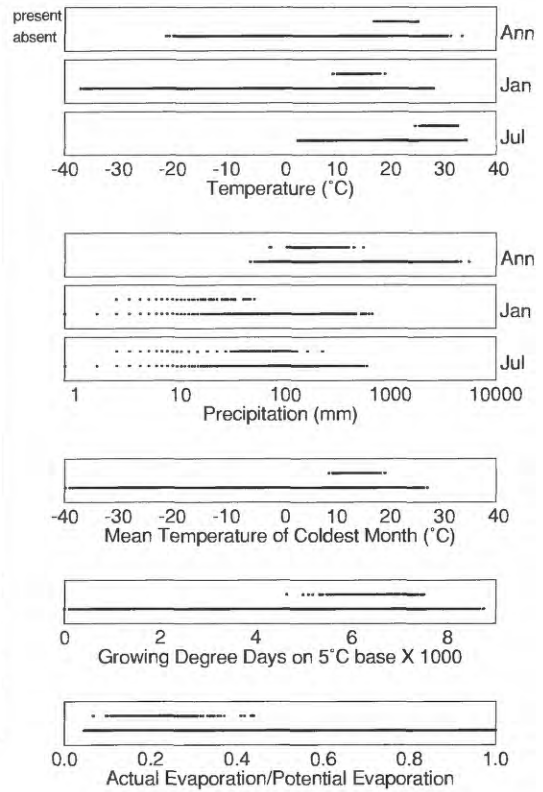 present
absent
Ann
Jan
Jul
-40 -30 -20 -10 0 10 20 30 40
Temperature (˚C)
Ann
Jan
Jul
1 10 100 1000 10000
Precipitation (mm)
-40 -30 -20 -10 0 10 20 30 40
Mean Temperature of Coldest Month (˚C)
0 2 4 6 8
Growing Degree Days on 5˚C base X 1000
0.0 0.2 0.4 0.6 0.8 1.0
Actual Evaporation/Potential Evaporation